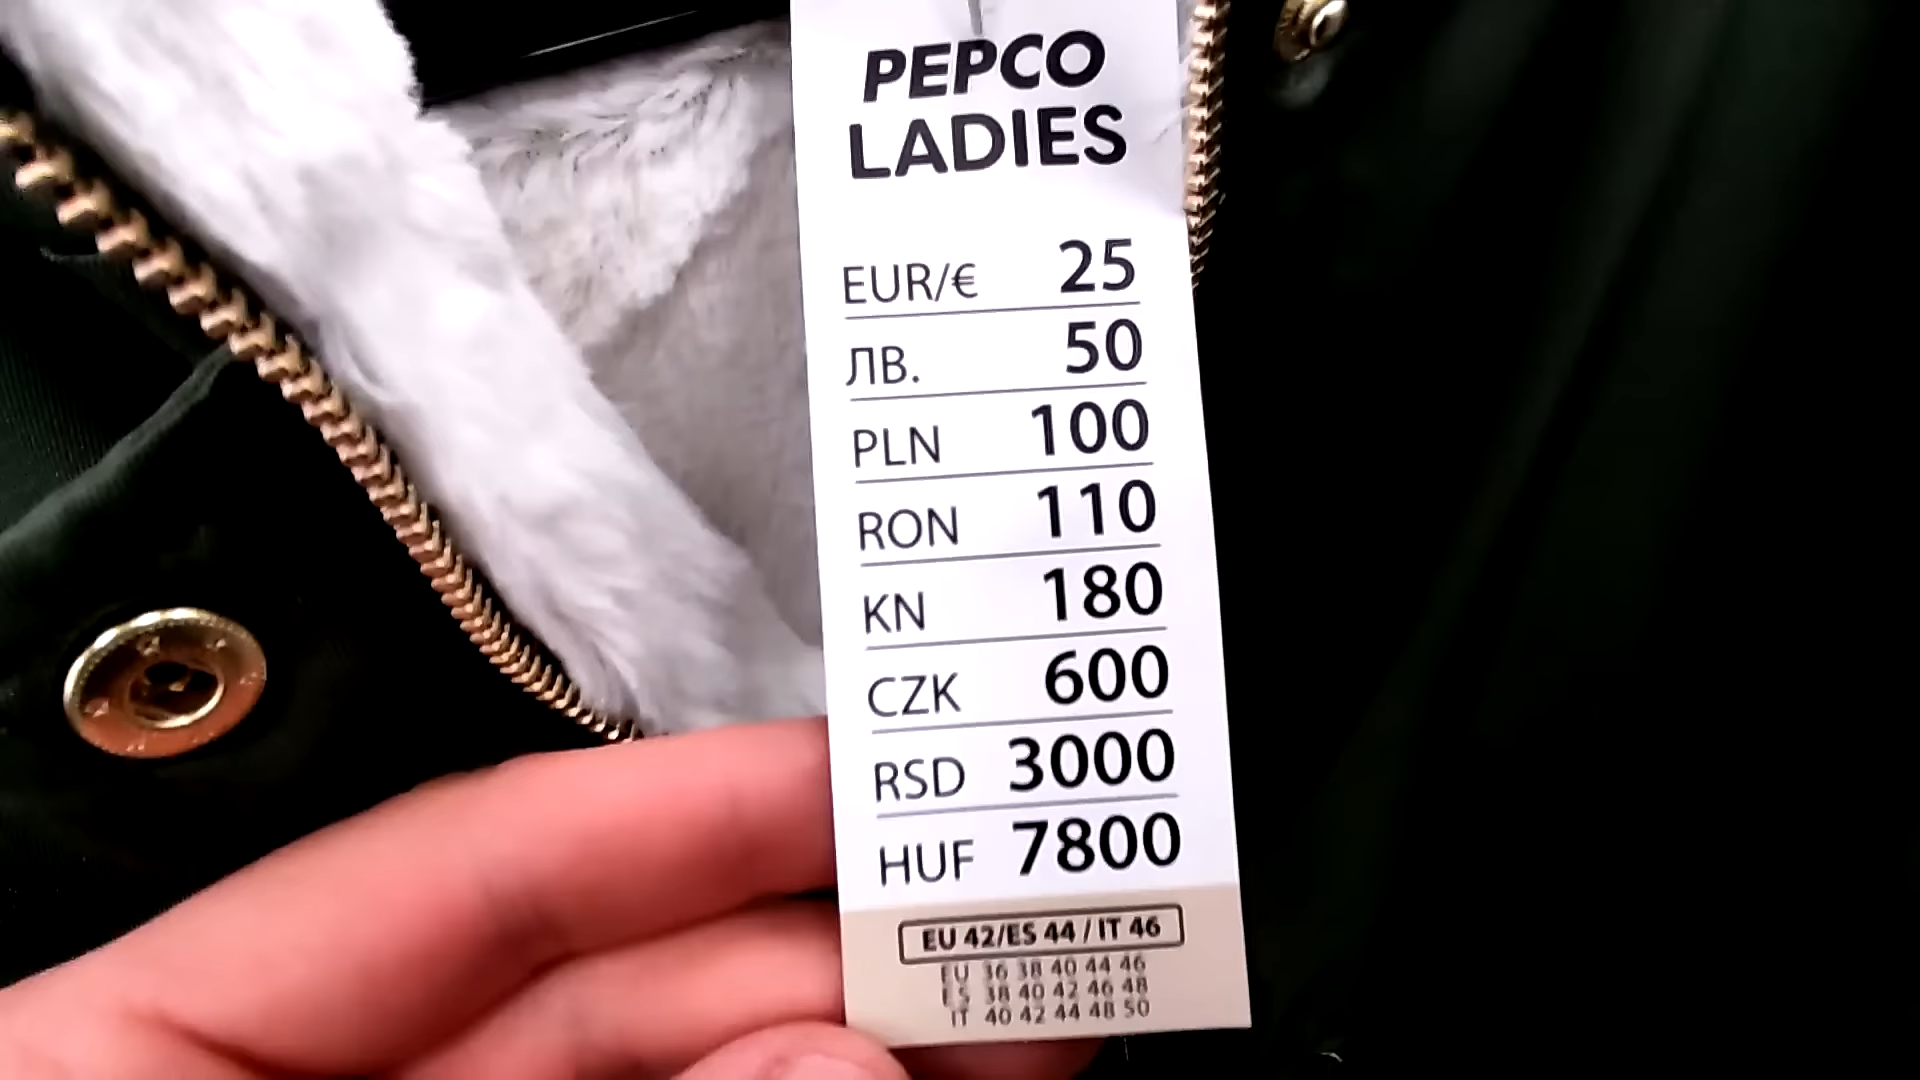 PEPCO
LADIES
EUR/€ 25
ЛВ. 50
PLN 100
RON 110
KN 180
CZK 600
RSD 3000
HUF 7800
EU 42/ES 44 / IT 46
EU 36 38 40 44 46
ES 38 40 42 46 48
IT 40 42 44 48 50